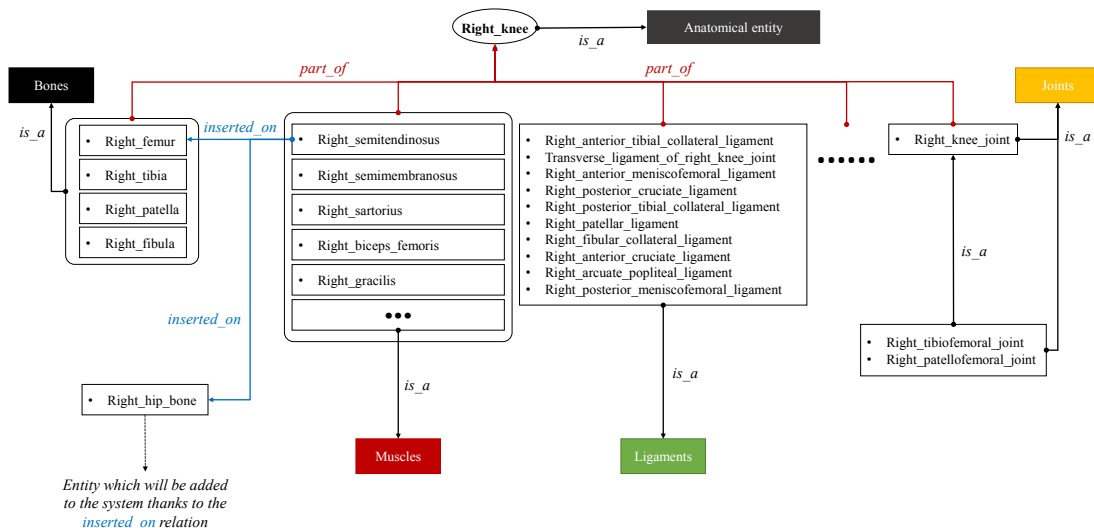 Right_knee
is_a
Anatomical entity
part_of
part_of
Bones
Joints
is_a
is_a
• Right_femur
• Right_tibia
• Right_patella
• Right_fibula
inserted_on
• Right_semitendinosus
• Right_semimembranosus
• Right_sartorius
• Right_biceps_femoris
• Right_gracilis
•••
• Right_anterior_tibial_collateral_ligament
• Transverse_ligament_of_right_knee_joint
• Right_anterior_meniscofemoral_ligament
• Right_posterior_cruciate_ligament
• Right_posterior_tibial_collateral_ligament
• Right_patellar_ligament
• Right_fibular_collateral_ligament
• Right_anterior_cruciate_ligament
• Right_arcuate_popliteal_ligament
• Right_posterior_meniscofemoral_ligament
••••••
• Right_knee_joint
is_a
• Right_tibiofemoral_joint
• Right_patellofemoral_joint
inserted_on
• Right_hip_bone
is_a
is_a
Muscles
Ligaments
Entity which will be added
to the system thanks to the
inserted_on relation